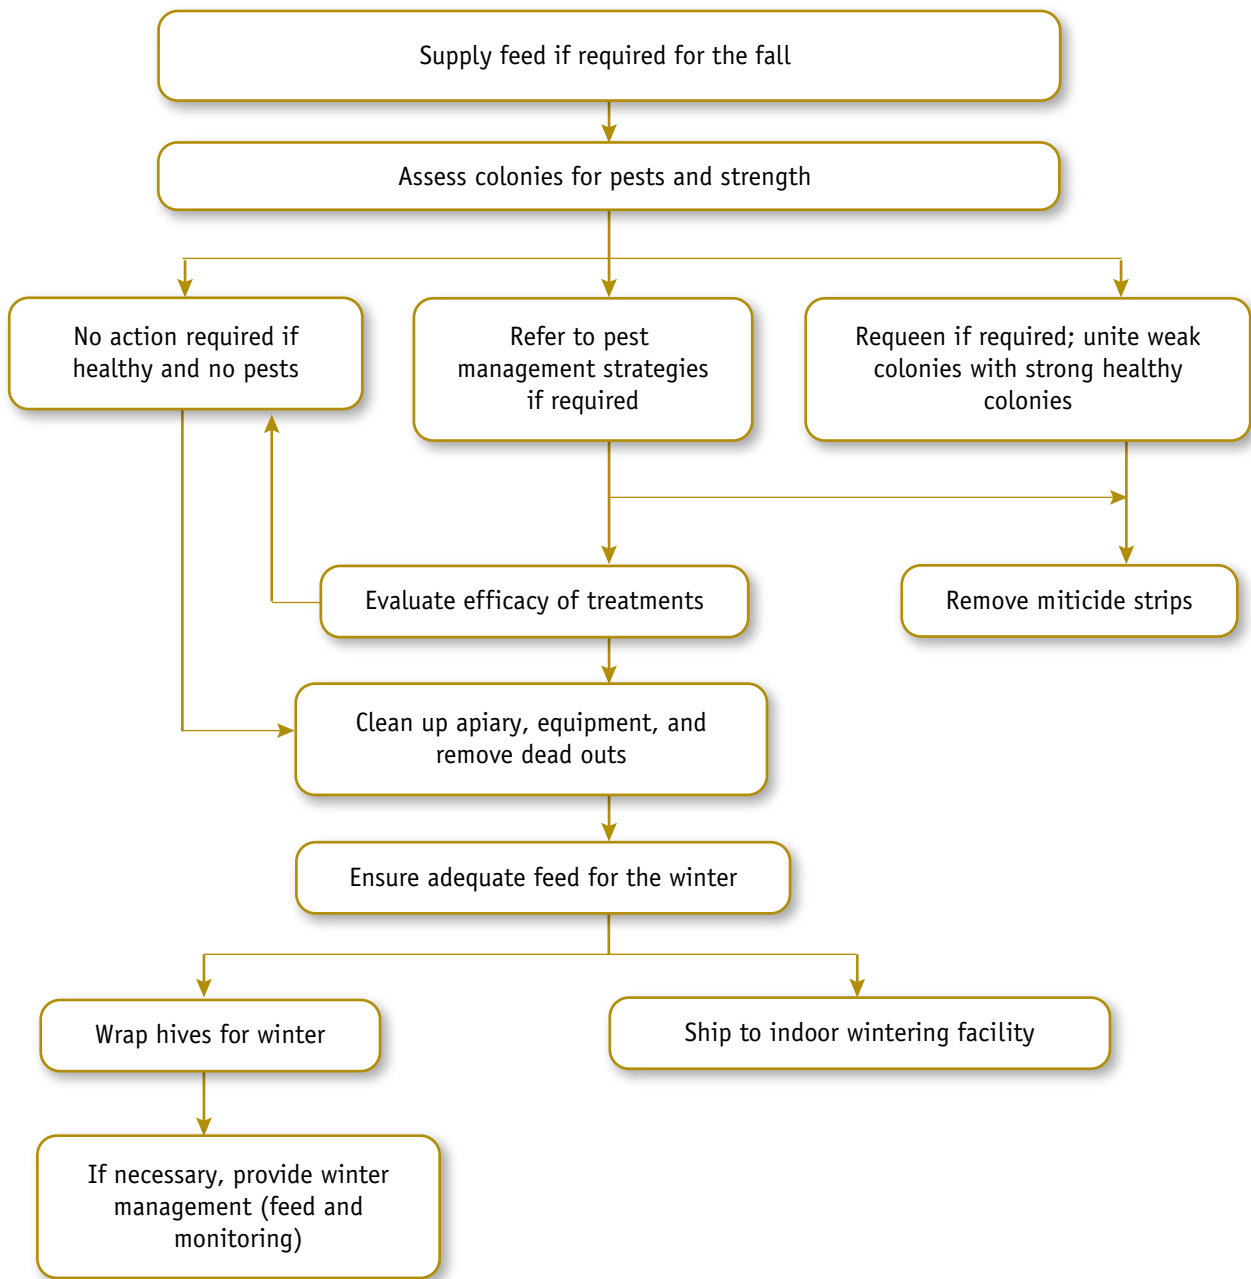 Supply feed if required for the fall
Assess colonies for pests and strength
No action required if
healthy and no pests
Refer to pest
management strategies
if required
Requeen if required; unite weak
colonies with strong healthy
colonies
Evaluate efficacy of treatments
Remove miticide strips
Clean up apiary, equipment, and
remove dead outs
Ensure adequate feed for the winter
Wrap hives for winter
Ship to indoor wintering facility
If necessary, provide winter
management (feed and
monitoring)